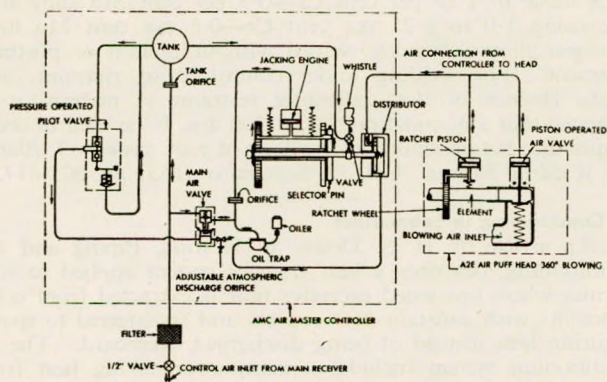 TANK
JACKING ENGINE
AIR CONNECTION FROM
CONTROLLER TO HEAD
WHISTLE
TANK
ORIFICE
DISTRIBUTOR
PRESSURE OPERATED
PILOT VALVE
RATCHET PISTON
PISTON OPERATED
AIR VALVE
MAIN
AIR
VALVE
VALVE
SELECTOR PIN
ORIFICE
RATCHET WHEEL
ELEMENT
OILER
BLOWING AIR INLET
OIL TRAP
ADJUSTABLE ATMOSPHERIC
DISCHARGE ORIFICE
A2E AIR PUFF HEAD 360° BLOWING
AMC AIR MASTER CONTROLLER
FILTER
1/2" VALVE
CONTROL AIR INLET FROM MAIN RECEIVER